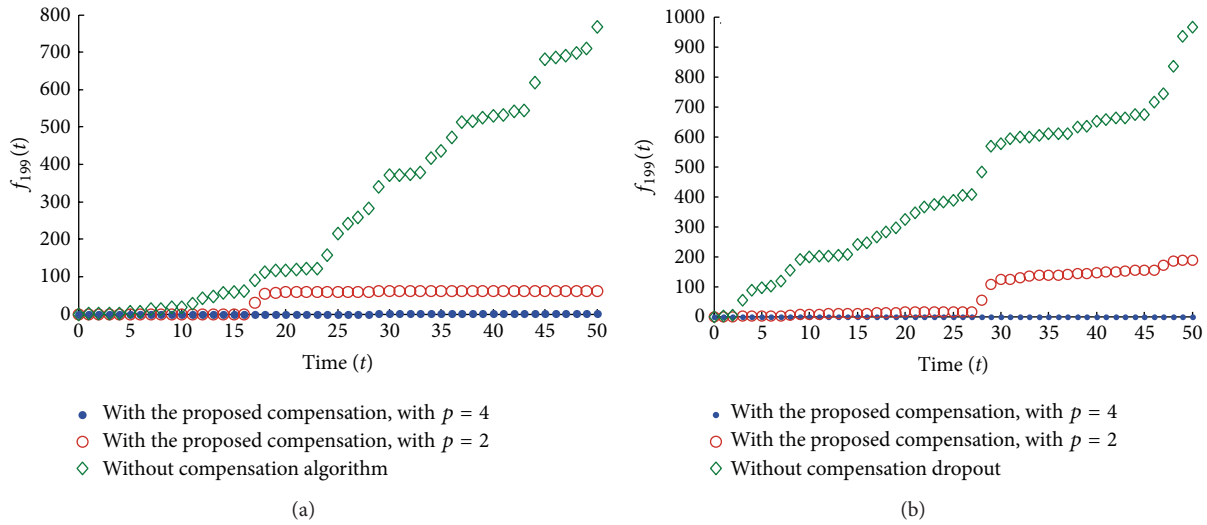 800
700
600
500
400
300
200
100
0
f199(t)
0 5 10 15 20 25 30 35 40 45 50
Time (t)
With the proposed compensation, with p = 4
With the proposed compensation, with p = 2
Without compensation algorithm
(a)
1000
900
800
700
600
500
400
300
200
100
0
f199(t)
0 5 10 15 20 25 30 35 40 45 50
Time (t)
With the proposed compensation, with p = 4
With the proposed compensation, with p = 2
Without compensation dropout
(b)